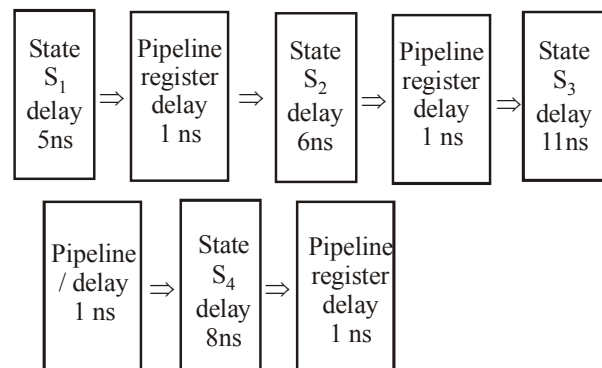 State
S1
delay
5ns
⇒
Pipeline
register
delay
1 ns
⇒
State
S2
delay
6ns
⇒
Pipeline
register
delay
1 ns
⇒
State
S3
delay
11ns
Pipeline
/ delay
1 ns
⇒
State
S4
delay
8ns
⇒
Pipeline
register
delay
1 ns